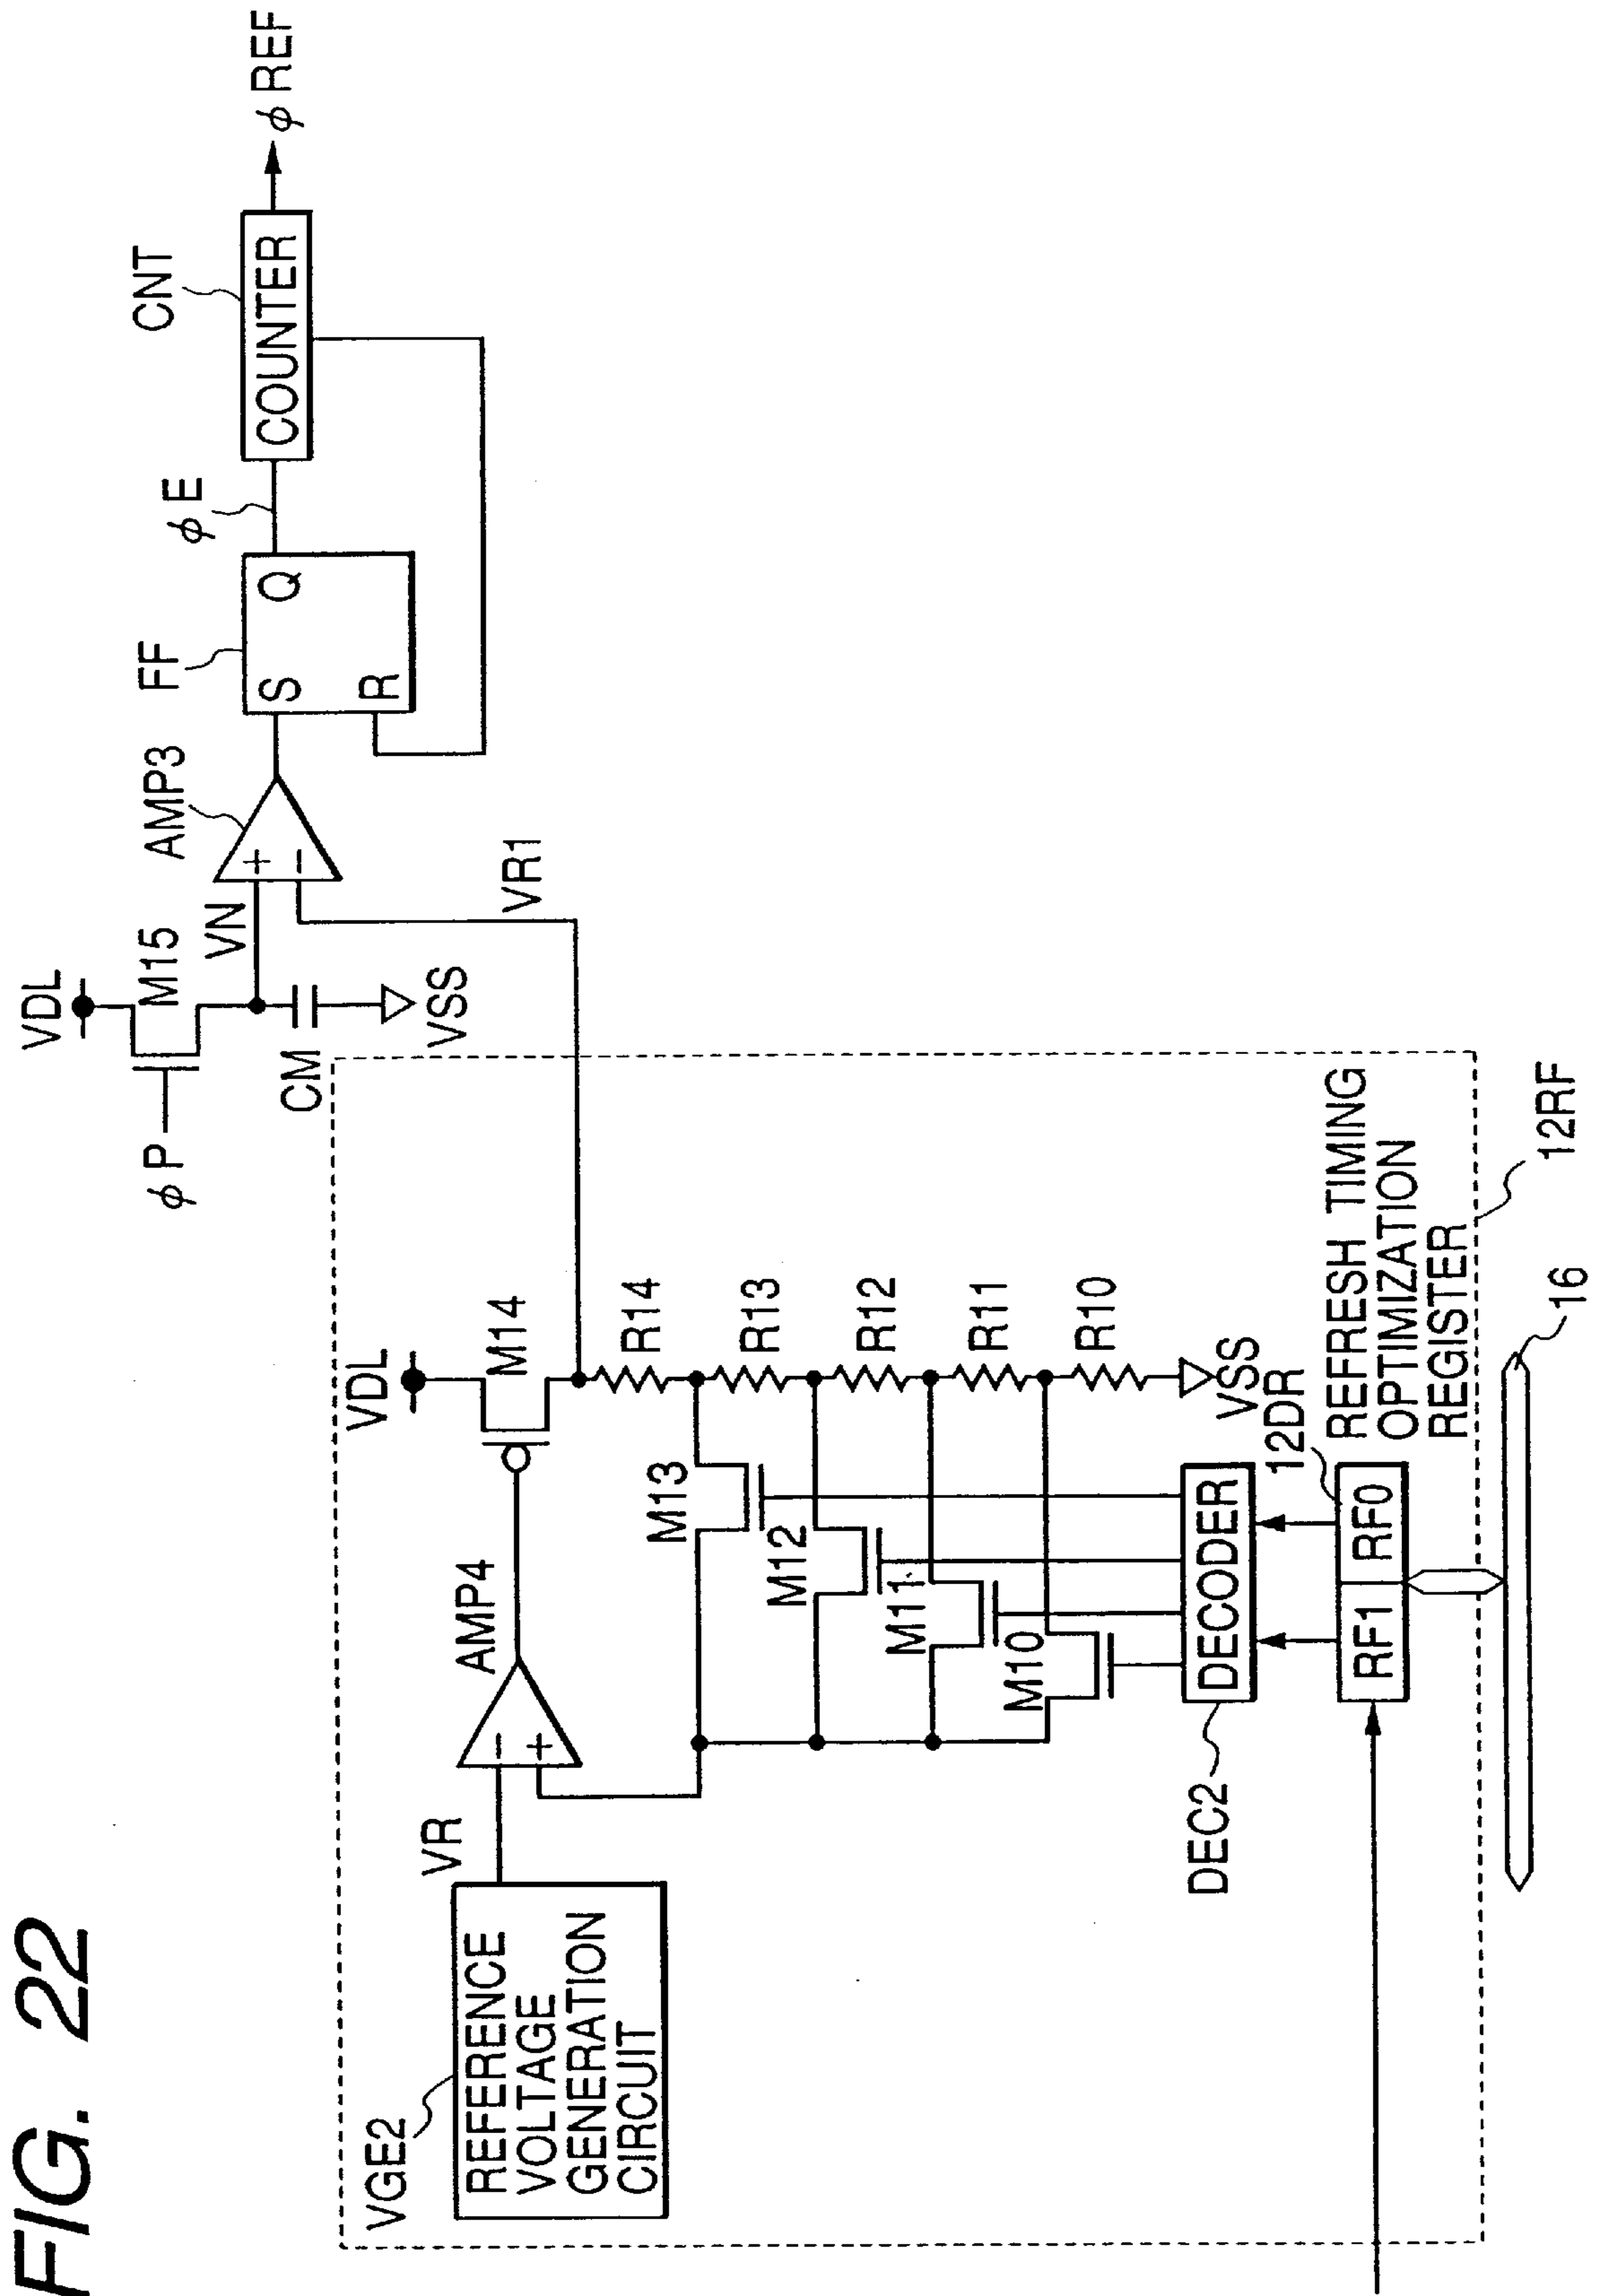 FIG. 22
VDL
φP
M15
VN
CM
VSS
AMP3
+
−
VR1
FF
S
Q
R
φE
CNT
COUNTER
φREF
VGE2
REFERENCE
VOLTAGE
GENERATION
CIRCUIT
VR
AMP4
−
+
VDL
M14
R14
R13
R12
R11
R10
VSS
M13
M12
M11
M10
DEC2
DECODER
12DR
RF1
RF0
REFRESH TIMING
OPTIMIZATION
REGISTER
12RF
16